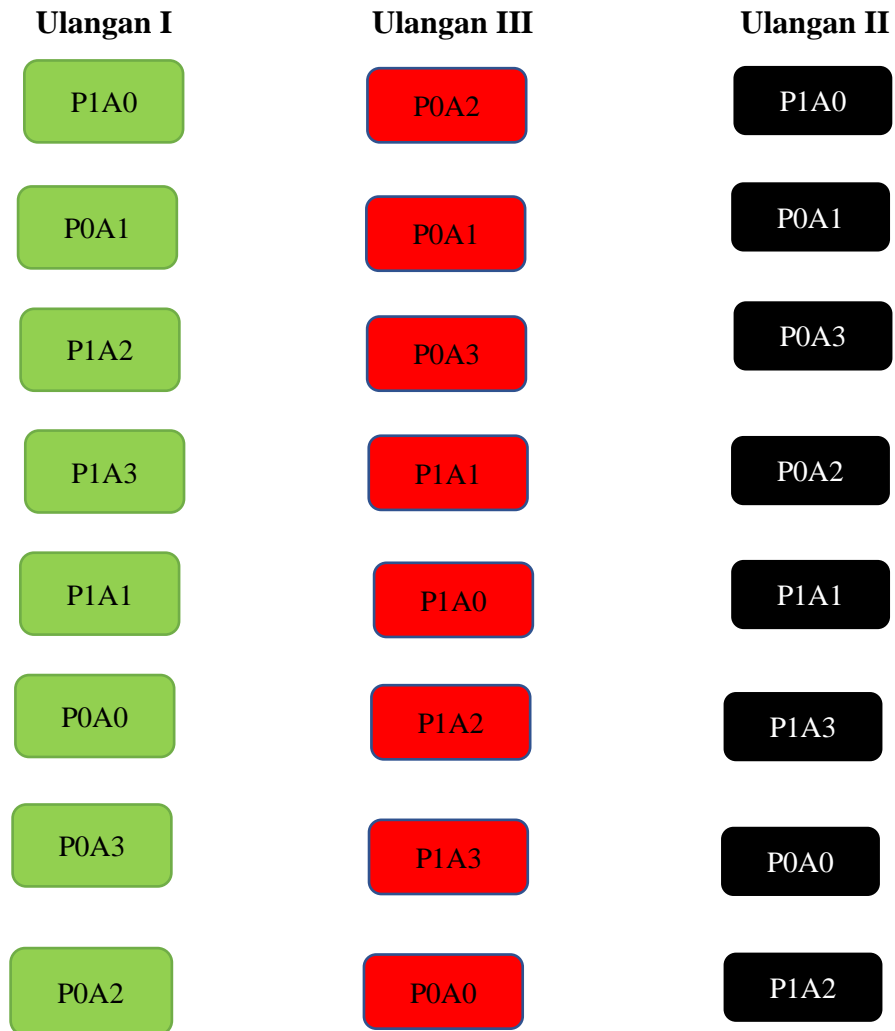 Ulangan I Ulangan III Ulangan II
P1A0 P0A2 P1A0
P0A1 P0A1 P0A1
P1A2 P0A3 P0A3
P1A3 P1A1 P0A2
P1A1 P1A0 P1A1
P0A0 P1A2 P1A3
P0A3 P1A3 P0A0
P0A2 P0A0 P1A2